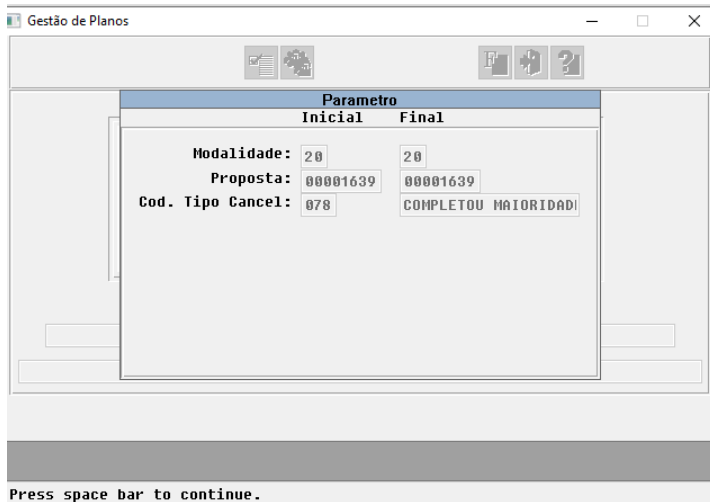 Gestão de Planos
Parametro
Inicial Final
Modalidade: 20 20
Proposta: 00001639 00001639
Cod. Tipo Cancel: 078 COMPLETOU MAIORIDAD
Press space bar to continue.